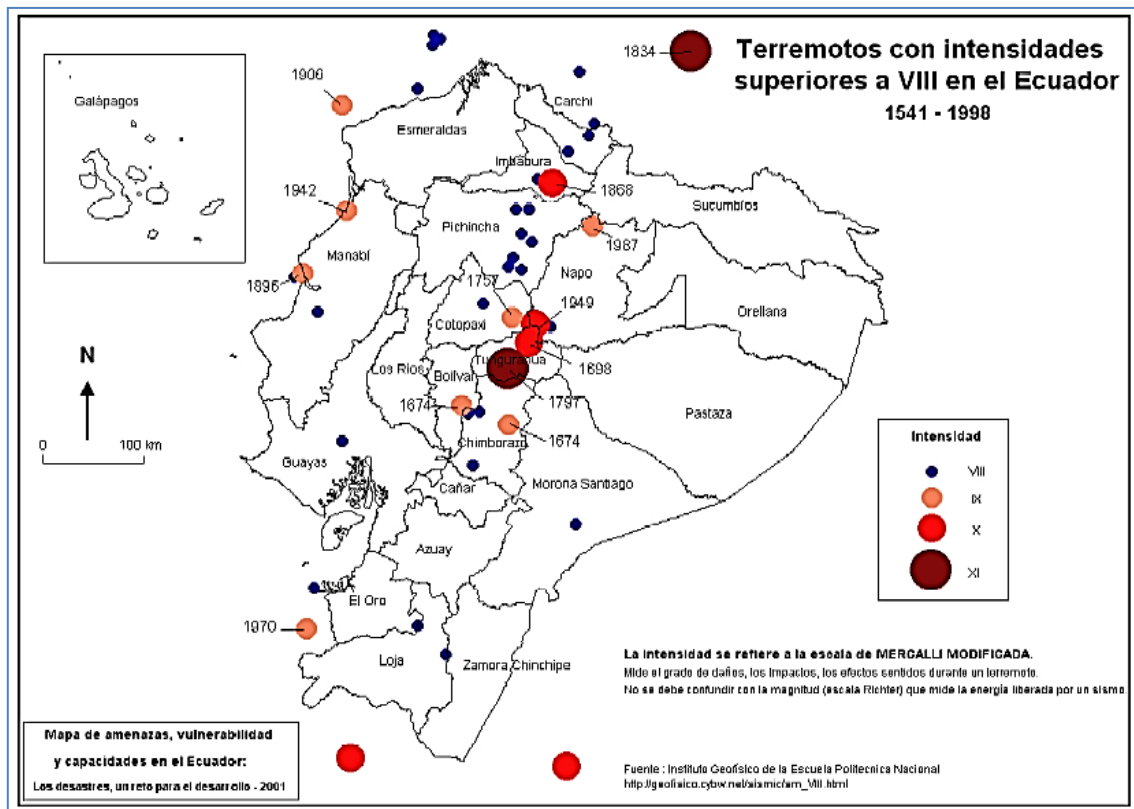 Terremotos con intensidades
superiores a VIII en el Ecuador
1541 - 1998
1834
1906
Galápagos
Carchi
Esmeraldas
Imbabura
1868
1942
Sucumbíos
Pichincha
1987
Manabí
Napo
1896
1757
1949
Orellana
Cotopaxi
Tungurahua
N
Los Ríos
Bolívar
1698
1797
1674
Pastaza
0 100 km
Chimborazo
1674
Guayas
Cañar
Morona Santiago
Intensidad
VIII
IX
X
XI
Azuay
El Oro
1970
Loja
Zamora Chinchipe
La Intensidad se refiere a la escala de MERCALLI MODIFICADA.
Mide el grado de daños, los Impactos, los efectos sentidos durante un terremoto.
No se debe confundir con la magnitud (escala Richter) que mide la energía liberada por un sismo.
Mapa de amenazas, vulnerabilidad
y capacidades en el Ecuador:
Los desastres, un reto para el desarrollo - 2001
Fuente : Instituto Geofísico de la Escuela Politecnica Nacional